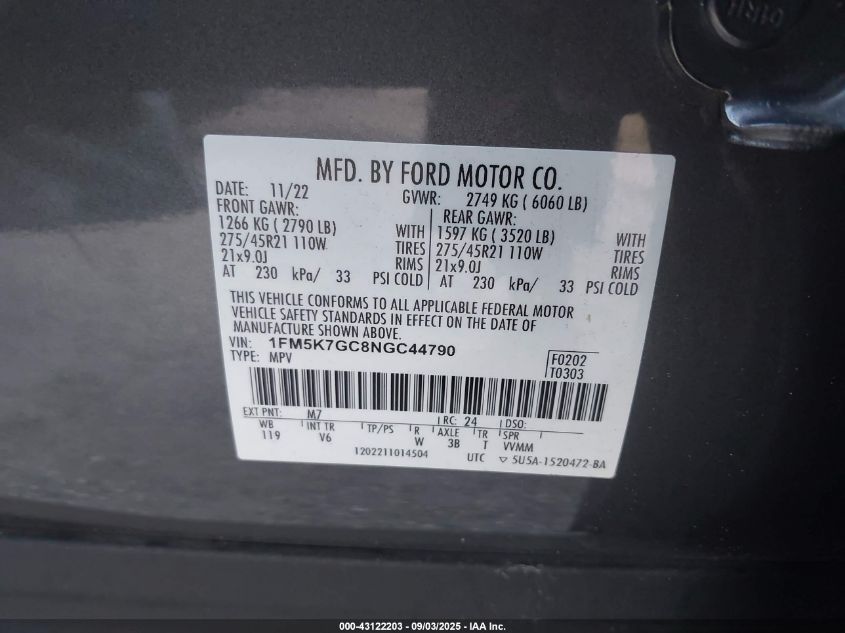 01RH
MFD. BY FORD MOTOR CO.
DATE: 11/22 GVWR: 2749 KG ( 6060 LB)
FRONT GAWR: REAR GAWR:
1266 KG ( 2790 LB) WITH 1597 KG ( 3520 LB) WITH
275/45R21 110W TIRES 275/45R21 110W TIRES
21x9.0J RIMS 21x9.0J RIMS
AT 230 kPa/ 33 PSI COLD AT 230 kPa/ 33 PSI COLD
THIS VEHICLE CONFORMS TO ALL APPLICABLE FEDERAL MOTOR
VEHICLE SAFETY STANDARDS IN EFFECT ON THE DATE OF
MANUFACTURE SHOWN ABOVE.
VIN: 1FM5K7GC8NGC44790
TYPE: MPV
F0202
T0303
EXT PNT: M7 RC: 24 DSO:
WB INT TR TP/PS R AXLE TR SPR
119 V6 W 3B T VVMM
1202211014504 UTC ▽ 5U5A-1520472-BA
000-43122203 - 09/03/2025 - IAA Inc.